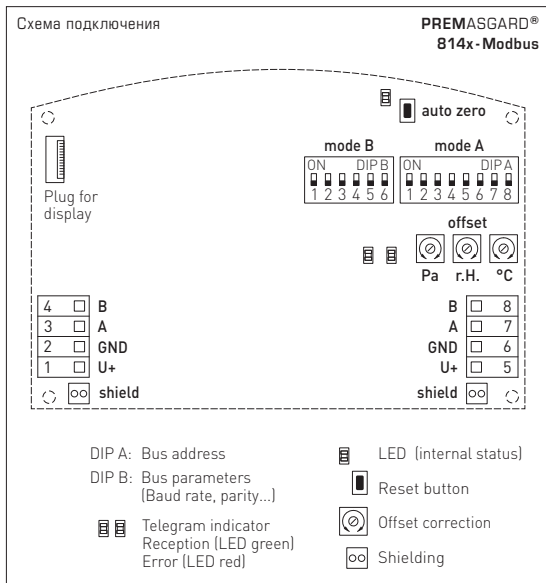 Схема подключения
PREMASGARD®
814x-Modbus
auto zero
mode B
mode A
ON DIP B
ON DIP A
1 2 3 4 5 6
1 2 3 4 5 6 7 8
Plug for
display
offset
Pa r.H. °C
4 B
3 A
2 GND
1 U+
shield
B 8
A 7
GND 6
U+ 5
shield
DIP A: Bus address
DIP B: Bus parameters
(Baud rate, parity...)
Telegram indicator
Reception (LED green)
Error (LED red)
LED (internal status)
Reset button
Offset correction
Shielding